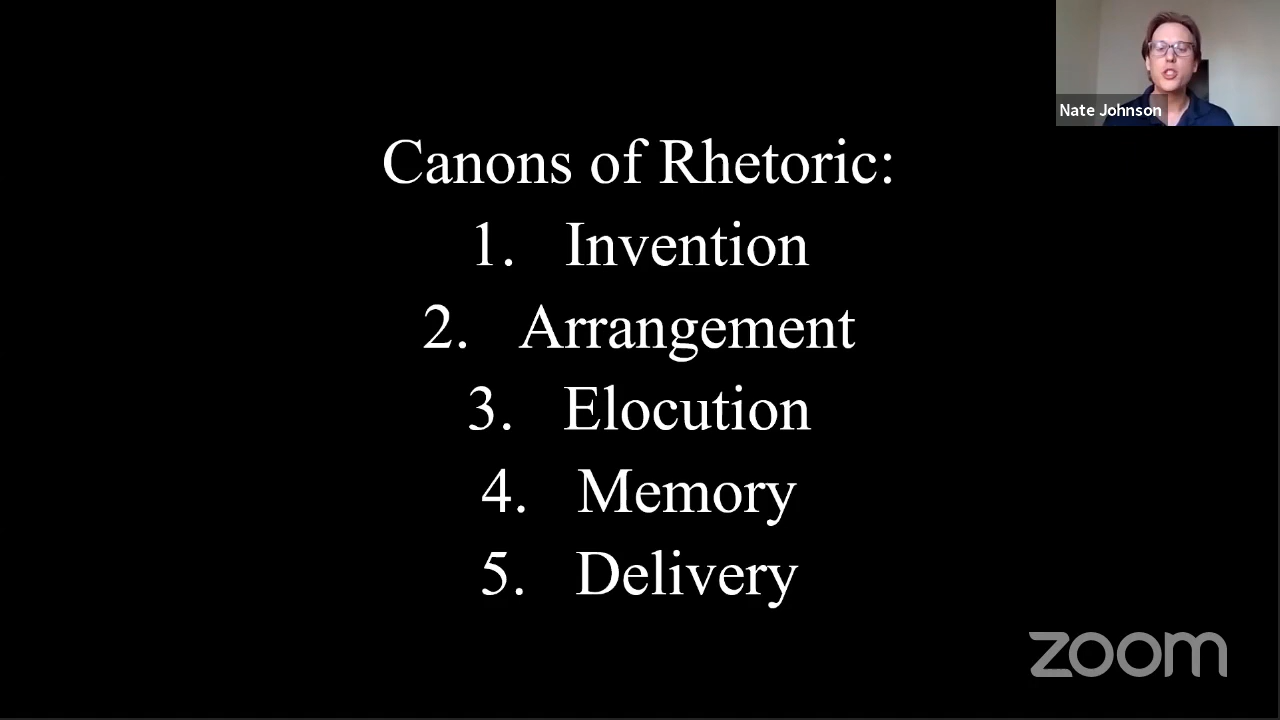 Nate Johnson
Canons of Rhetoric:
1. Invention
2. Arrangement
3. Elocution
4. Memory
5. Delivery
zoom